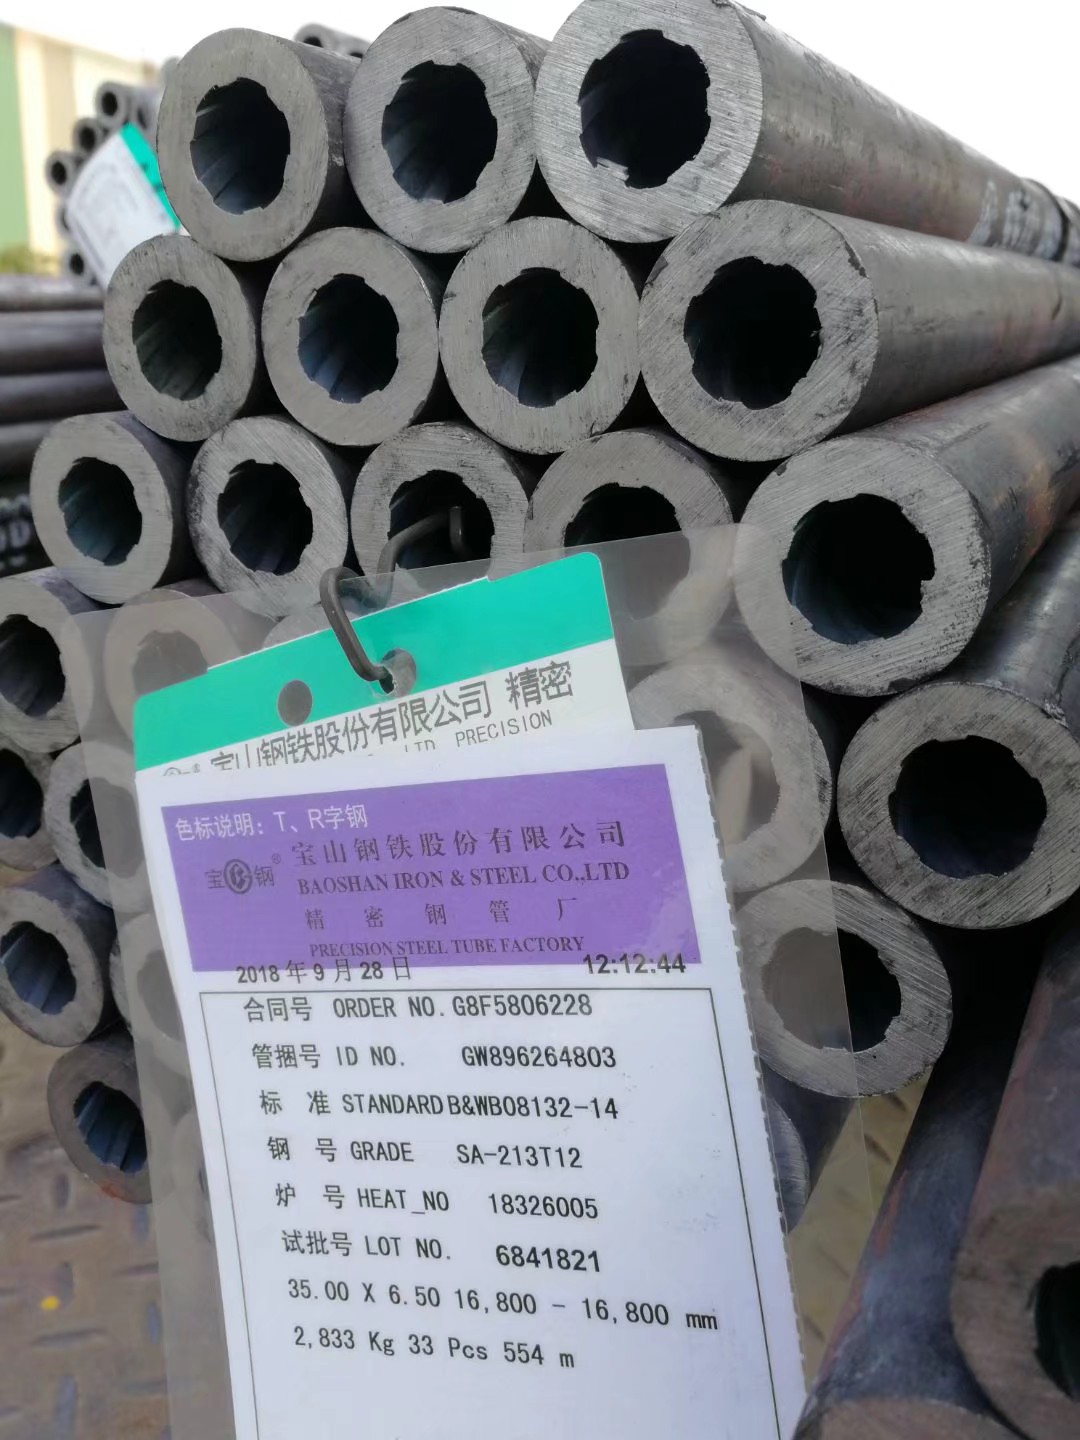 宝山钢铁股份有限公司 精密
LTD PRECISION
色标说明: T、R字钢
宝钢® 宝山钢铁股份有限公司
BAOSHAN IRON & STEEL CO.,LTD
精密钢管厂
PRECISION STEEL TUBE FACTORY
2018年9月28日 12:12:44
合同号 ORDER NO. G8F5806228
管捆号 ID NO. GW896264803
标 准 STANDARD B&WB08132-14
钢 号 GRADE SA-213T12
炉 号 HEAT_NO 18326005
试批号 LOT NO. 6841821
35.00 X 6.50 16,800 - 16,800 mm
2,833 Kg 33 Pcs 554 m